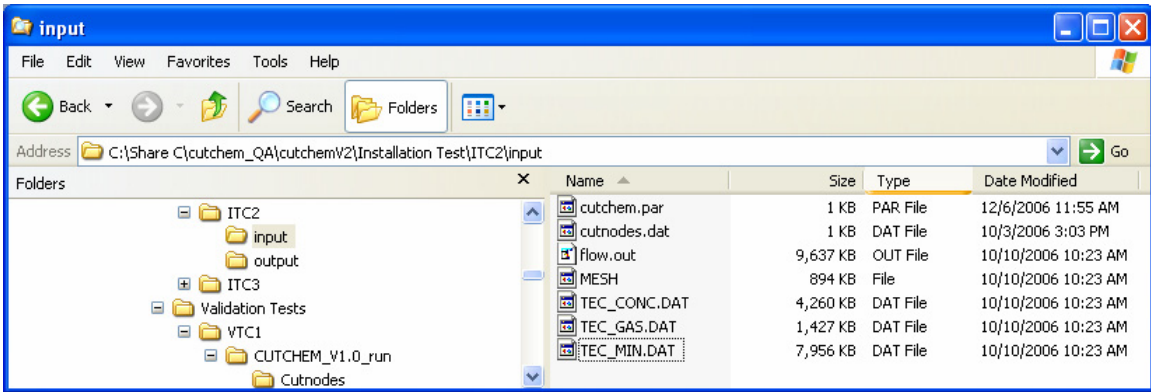 input
File Edit View Favorites Tools Help
Back Search Folders
Address C:\Share C\cutchem_QA\cutchemV2\Installation Test\ITC2\input Go
Folders x Name Size Type Date Modified
ITC2
input
output
ITC3
Validation Tests
VTC1
CUTCHEM_V1.0_run
Cutnodes
cutchem.par 1 KB PAR File 12/6/2006 11:55 AM
cutnodes.dat 1 KB DAT File 10/3/2006 3:03 PM
flow.out 9,637 KB OUT File 10/10/2006 10:23 AM
MESH 894 KB File 10/10/2006 10:23 AM
TEC_CONC.DAT 4,260 KB DAT File 10/10/2006 10:23 AM
TEC_GAS.DAT 1,427 KB DAT File 10/10/2006 10:23 AM
TEC_MIN.DAT 7,956 KB DAT File 10/10/2006 10:23 AM